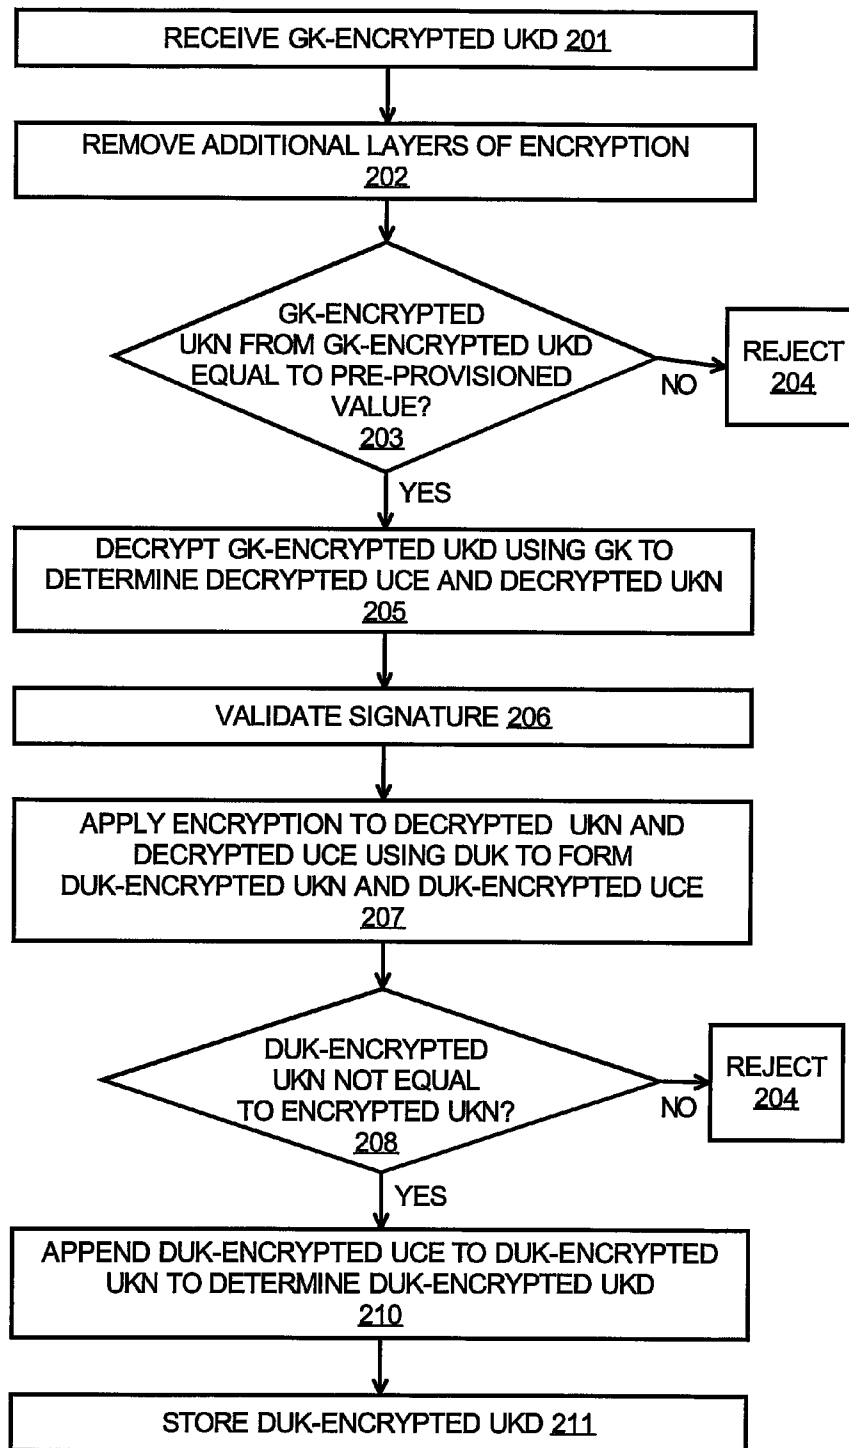 RECEIVE GK-ENCRYPTED UKD 201
REMOVE ADDITIONAL LAYERS OF ENCRYPTION
202
GK-ENCRYPTED
UKN FROM GK-ENCRYPTED UKD
EQUAL TO PRE-PROVISIONED
VALUE?
203
NO
REJECT
204
YES
DECRYPT GK-ENCRYPTED UKD USING GK TO
DETERMINE DECRYPTED UCE AND DECRYPTED UKN
205
VALIDATE SIGNATURE 206
APPLY ENCRYPTION TO DECRYPTED UKN AND
DECRYPTED UCE USING DUK TO FORM
DUK-ENCRYPTED UKN AND DUK-ENCRYPTED UCE
207
DUK-ENCRYPTED
UKN NOT EQUAL
TO ENCRYPTED UKN?
208
NO
REJECT
204
YES
APPEND DUK-ENCRYPTED UCE TO DUK-ENCRYPTED
UKN TO DETERMINE DUK-ENCRYPTED UKD
210
STORE DUK-ENCRYPTED UKD 211